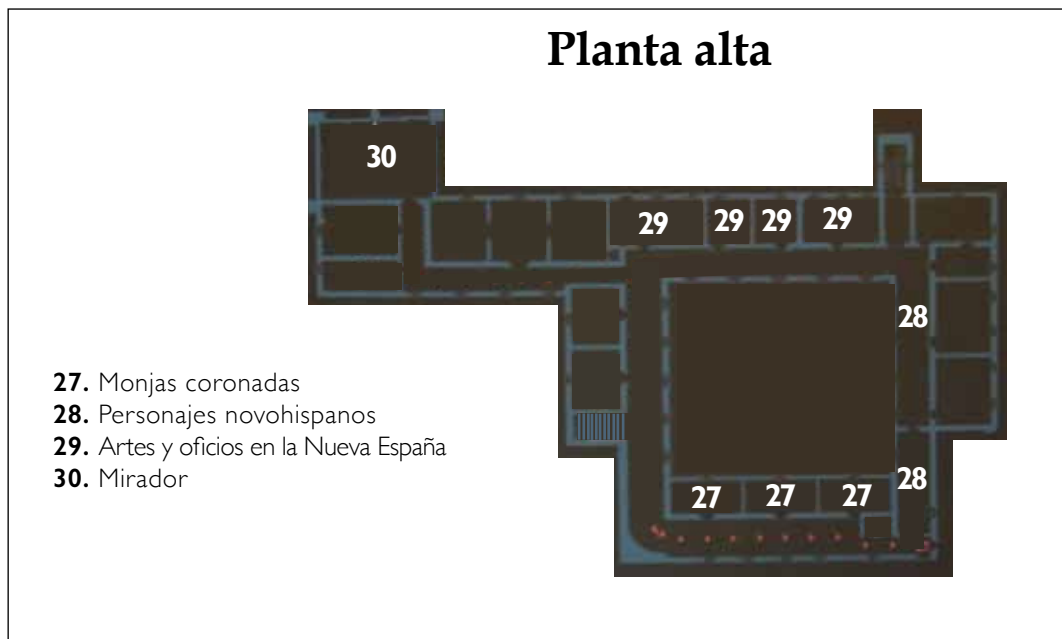 Planta alta
30
29 29 29 29
28
27. Monjas coronadas
28. Personajes novohispanos
29. Artes y oficios en la Nueva España
30. Mirador
28
27 27 27